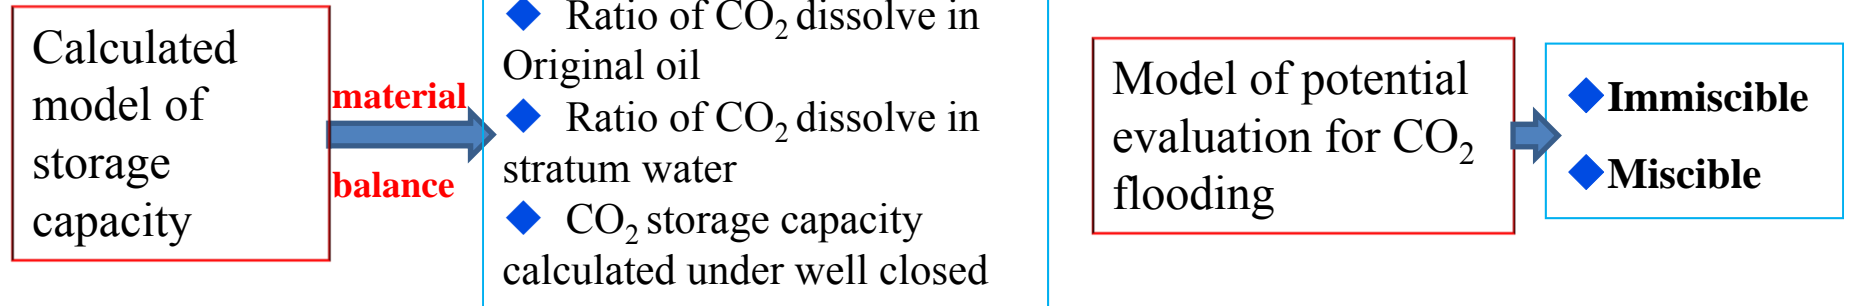 Calculated
model of
storage
capacity
material
balance
◆ Ratio of CO₂ dissolve in
Original oil
◆ Ratio of CO₂ dissolve in
stratum water
◆ CO₂ storage capacity
calculated under well closed
Model of potential
evaluation for CO₂
flooding
◆Immiscible
◆Miscible